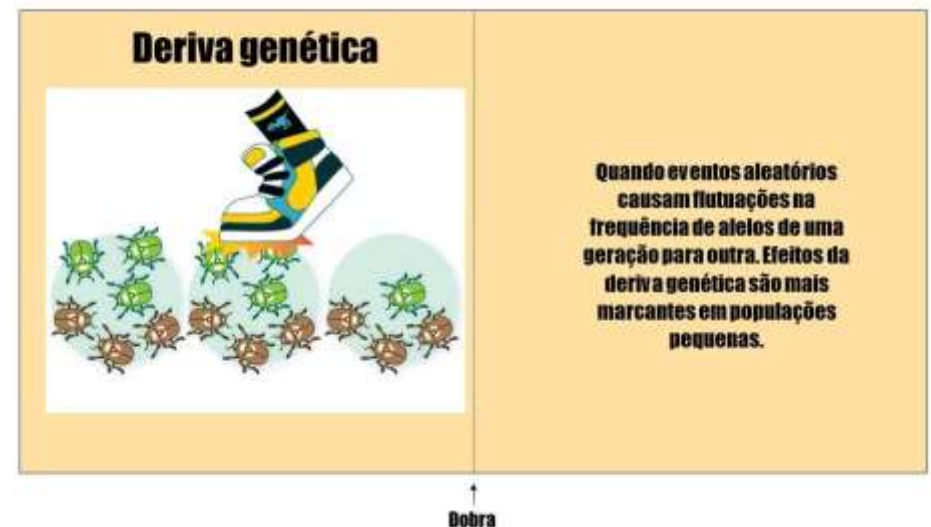 Deriva genética
Quando eventos aleatórios
causam flutuações na
frequência de alelos de uma
geração para outra. Efeitos da
deriva genética são mais
marcantes em populações
pequenas.
Dobra